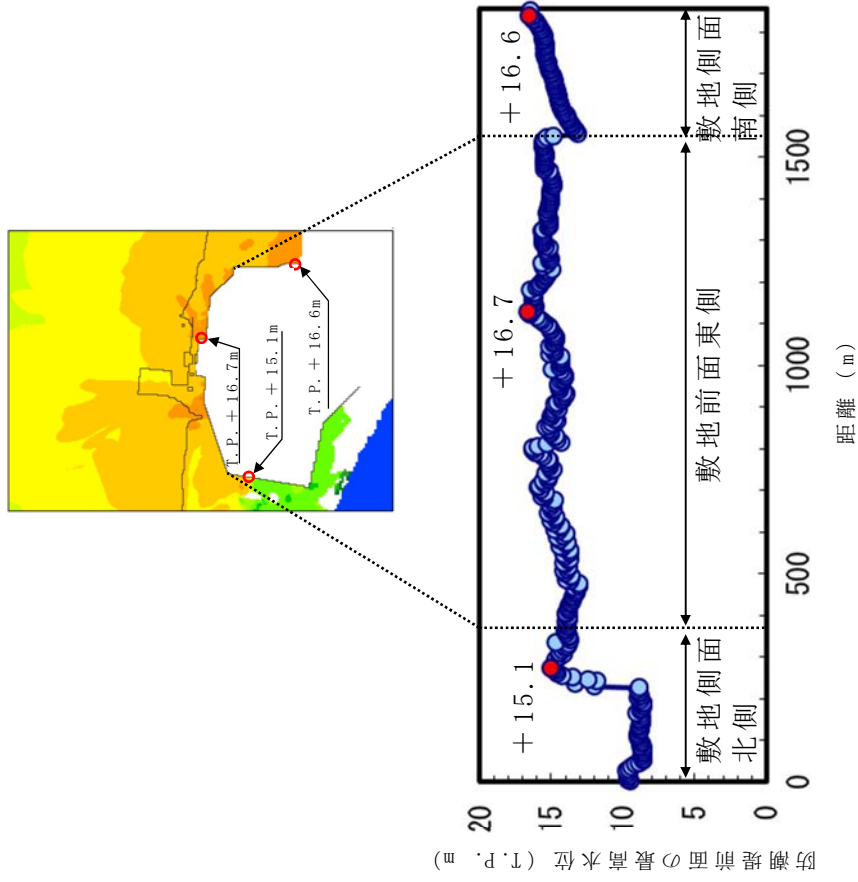 T.P.+16.7m
T.P.+15.1m
T.P.+16.6m
防潮堤前面の最高水位 (T.P. m)
20
15
10
5
0
+15.1
+16.7
+16.6
敷地側面
北側
敷地前面東側
敷地側面
南側
0
500
1000
1500
距離 (m)